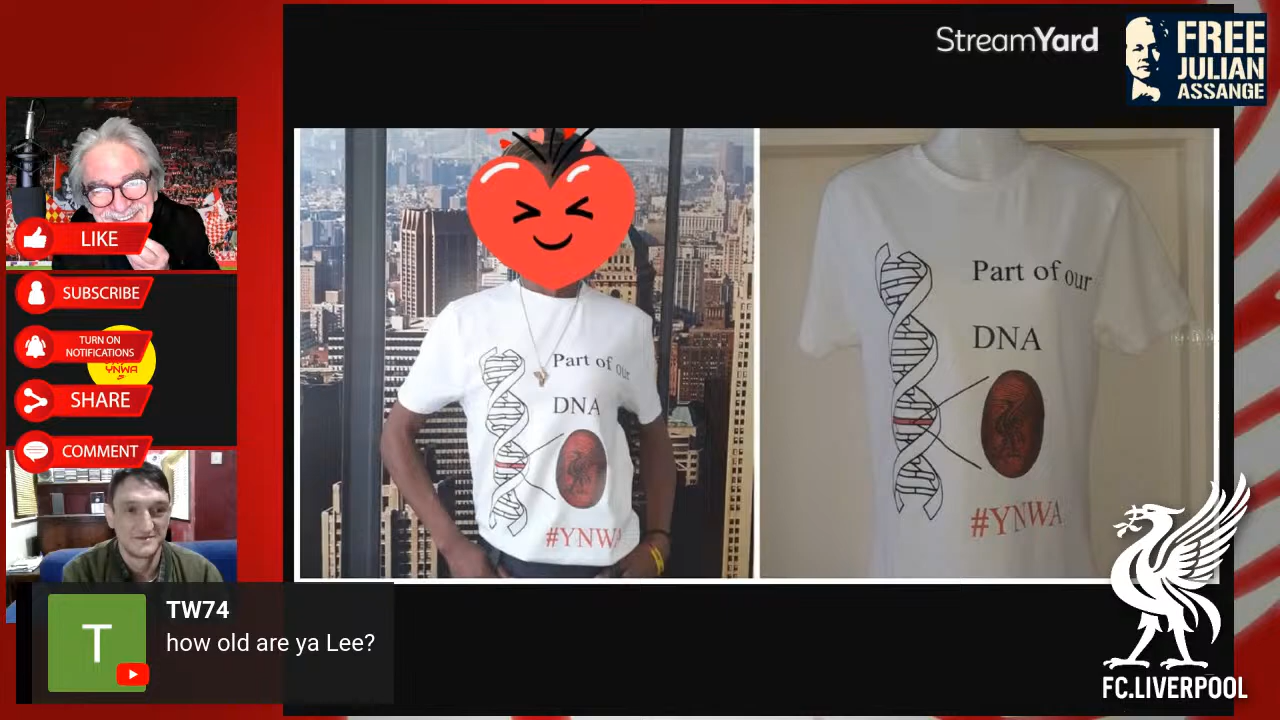 StreamYard
FREE
JULIAN
ASSANGE
LIKE
SUBSCRIBE
TURN ON
NOTIFICATIONS
YNWA
SHARE
COMMENT
Part of our
DNA
#YNWA
Part of our
DNA
#YNWA
TW74
T
how old are ya Lee?
FC.LIVERPOOL